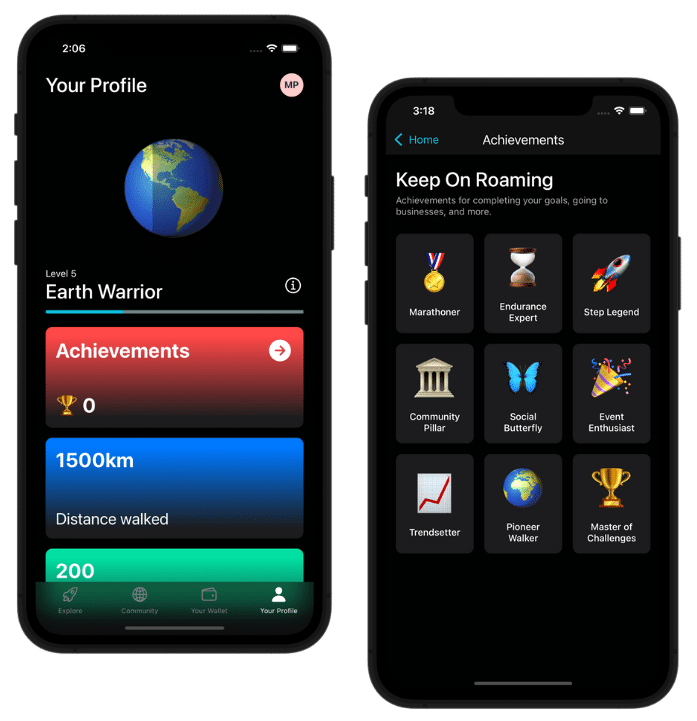 2:06
Your Profile
MP
Level 5
Earth Warrior
Achievements
0
1500km
Distance walked
200
Explore
Community
Your Wallet
Your Profile
3:18
Home
Achievements
Keep On Roaming
Achievements for completing your goals, going to
businesses, and more.
Marathoner
Endurance
Expert
Step Legend
Community
Pillar
Social
Butterfly
Event
Enthusiast
Trendsetter
Pioneer
Walker
Master of
Challenges